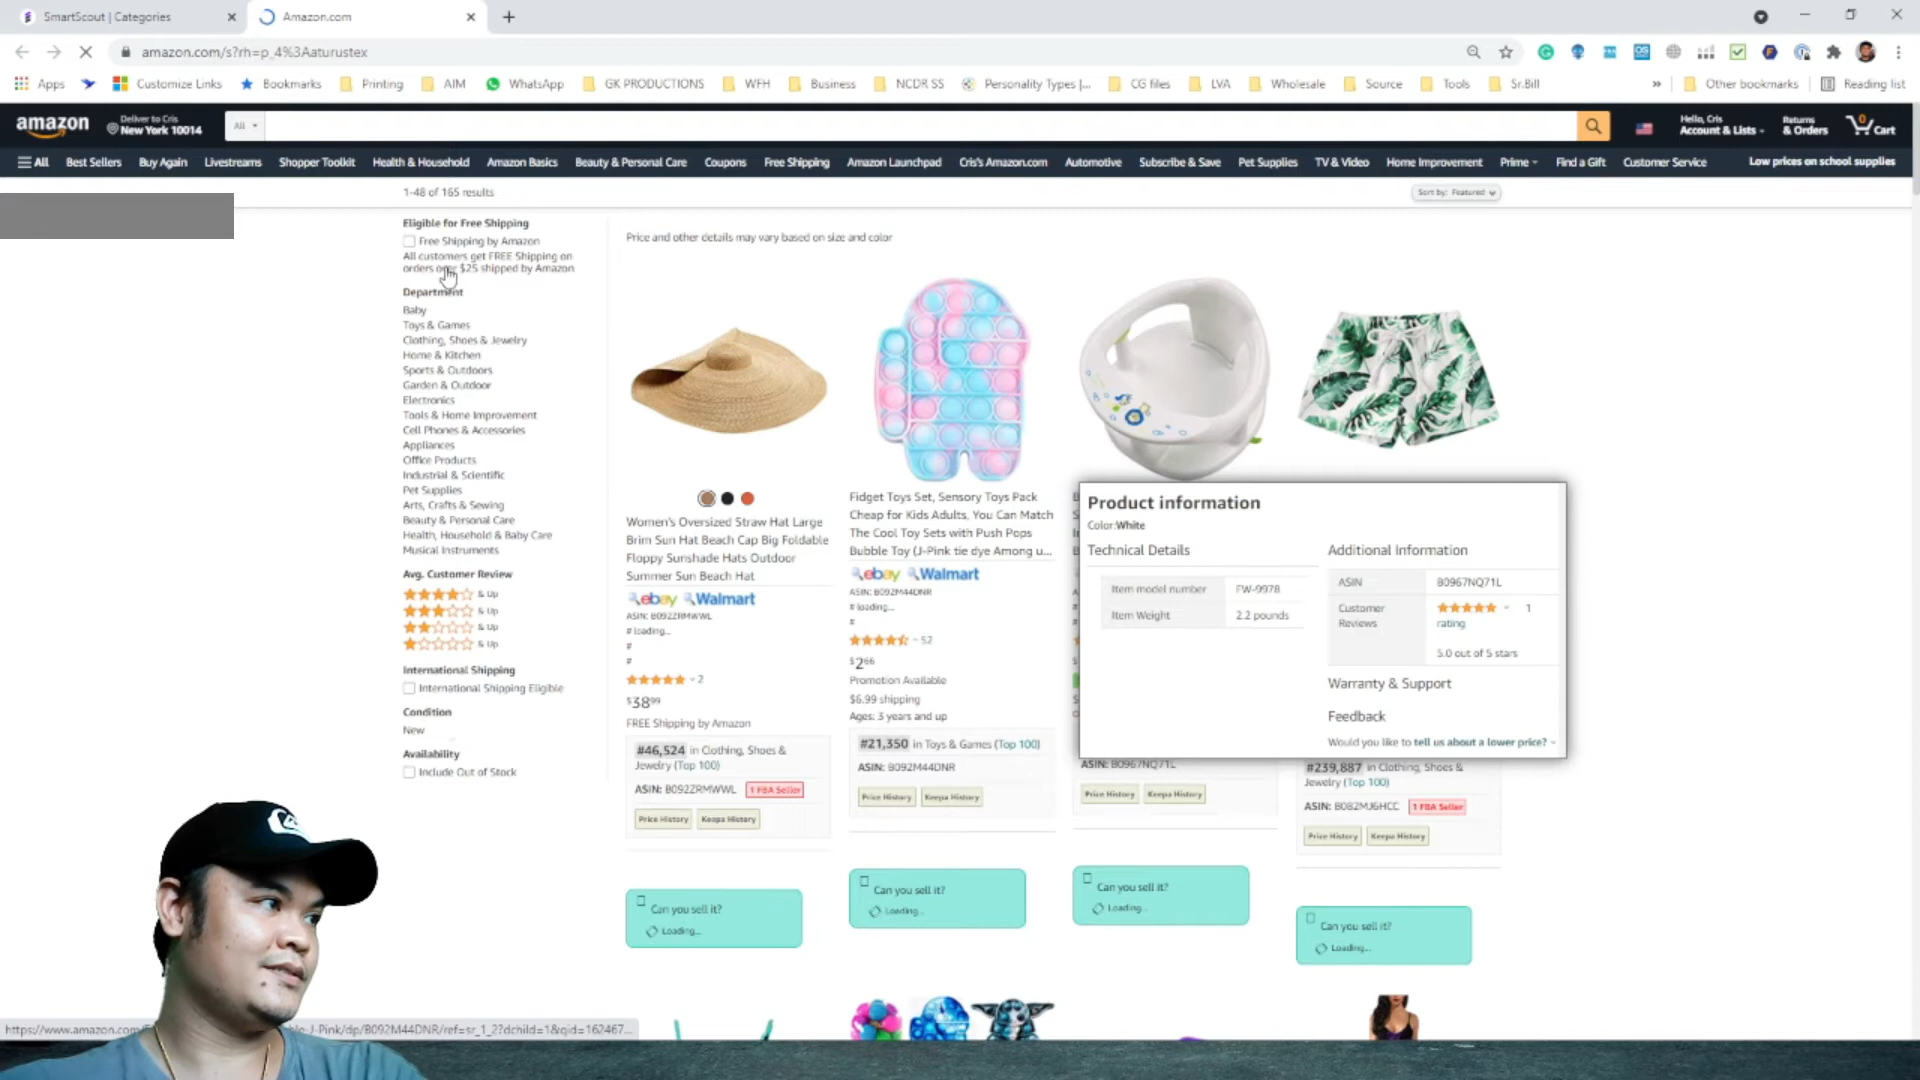 SmartScout | Categories
Amazon.com
amazon.com/s?rh=p_4%3Aaturustex
Apps
Customize Links
Bookmarks
Printing
AIM
WhatsApp
GK PRODUCTIONS
WFH
Business
NCDR SS
Personality Types |...
CG files
LVA
Wholesale
Source
Tools
Sr.Bill
Other bookmarks
Reading list
amazon
Deliver to Cris
New York 10014
All
Hello, Cris
Account & Lists
Returns
& Orders
0
Cart
All
Best Sellers
Buy Again
Livestreams
Shopper Toolkit
Health & Household
Amazon Basics
Beauty & Personal Care
Coupons
Free Shipping
Amazon Launchpad
Cris's Amazon.com
Automotive
Subscribe & Save
Pet Supplies
TV & Video
Home Improvement
Prime
Find a Gift
Customer Service
Low prices on school supplies
1-48 of 165 results
Sort by: Featured
Eligible for Free Shipping
Free Shipping by Amazon
All customers get FREE Shipping on
orders over $25 shipped by Amazon
Department
Baby
Toys & Games
Clothing, Shoes & Jewelry
Home & Kitchen
Sports & Outdoors
Garden & Outdoor
Electronics
Tools & Home Improvement
Cell Phones & Accessories
Appliances
Office Products
Industrial & Scientific
Pet Supplies
Arts, Crafts & Sewing
Beauty & Personal Care
Health, Household & Baby Care
Musical Instruments
Avg. Customer Review
& Up
& Up
& Up
& Up
International Shipping
International Shipping Eligible
Condition
New
Availability
Include Out of Stock
Price and other details may vary based on size and color
Women's Oversized Straw Hat Large
Brim Sun Hat Beach Cap Big Foldable
Floppy Sunshade Hats Outdoor
Summer Sun Beach Hat
ebay Walmart
ASIN: B092ZRMWWL
# loading...
#
#
2
$38⁹⁹
FREE Shipping by Amazon
#46,524 in Clothing, Shoes &
Jewelry (Top 100)
ASIN: B092ZRMWWL
1 FBA Seller
Price History
Keepa History
Can you sell it?
Loading...
Fidget Toys Set, Sensory Toys Pack
Cheap for Kids Adults, You Can Match
The Cool Toy Sets with Push Pops
Bubble Toy (J-Pink tie dye Among u...
ebay Walmart
ASIN: B092M44DNR
# loading...
#
52
$2⁶⁶
Promotion Available
$6.99 shipping
Ages: 3 years and up
#21,350 in Toys & Games (Top 100)
ASIN: B092M44DNR
Price History
Keepa History
Can you sell it?
Loading...
Product information
Color:White
Technical Details
Item model number FW-9978
Item Weight 2.2 pounds
Additional Information
ASIN B0967NQ71L
Customer
Reviews
1
rating
5.0 out of 5 stars
Warranty & Support
Feedback
Would you like to tell us about a lower price?
ASIN: B0967NQ71L
Price History
Keepa History
Can you sell it?
Loading...
#239,887 in Clothing, Shoes &
Jewelry (Top 100)
ASIN: B082MJ6HCC
1 FBA Seller
Price History
Keepa History
Can you sell it?
Loading...
https://www.amazon.com/
J-Pink/dp/B092M44DNR/ref=sr_1_2?dchild=1&qid=162467...